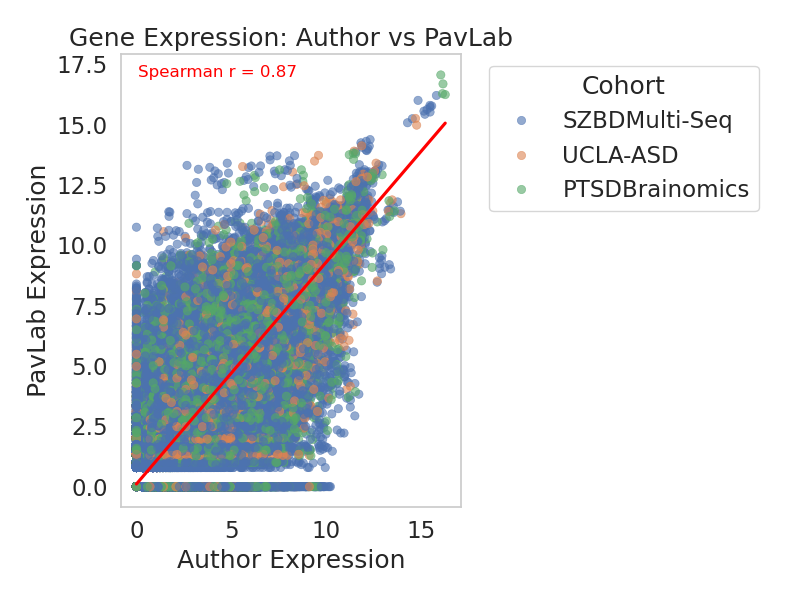 Gene Expression: Author vs PavLab
Spearman r = 0.87
17.5
15.0
12.5
10.0
7.5
5.0
2.5
0.0
PavLab Expression
0 5 10 15
Author Expression
Cohort
SZBDMulti-Seq
UCLA-ASD
PTSDBrainomics